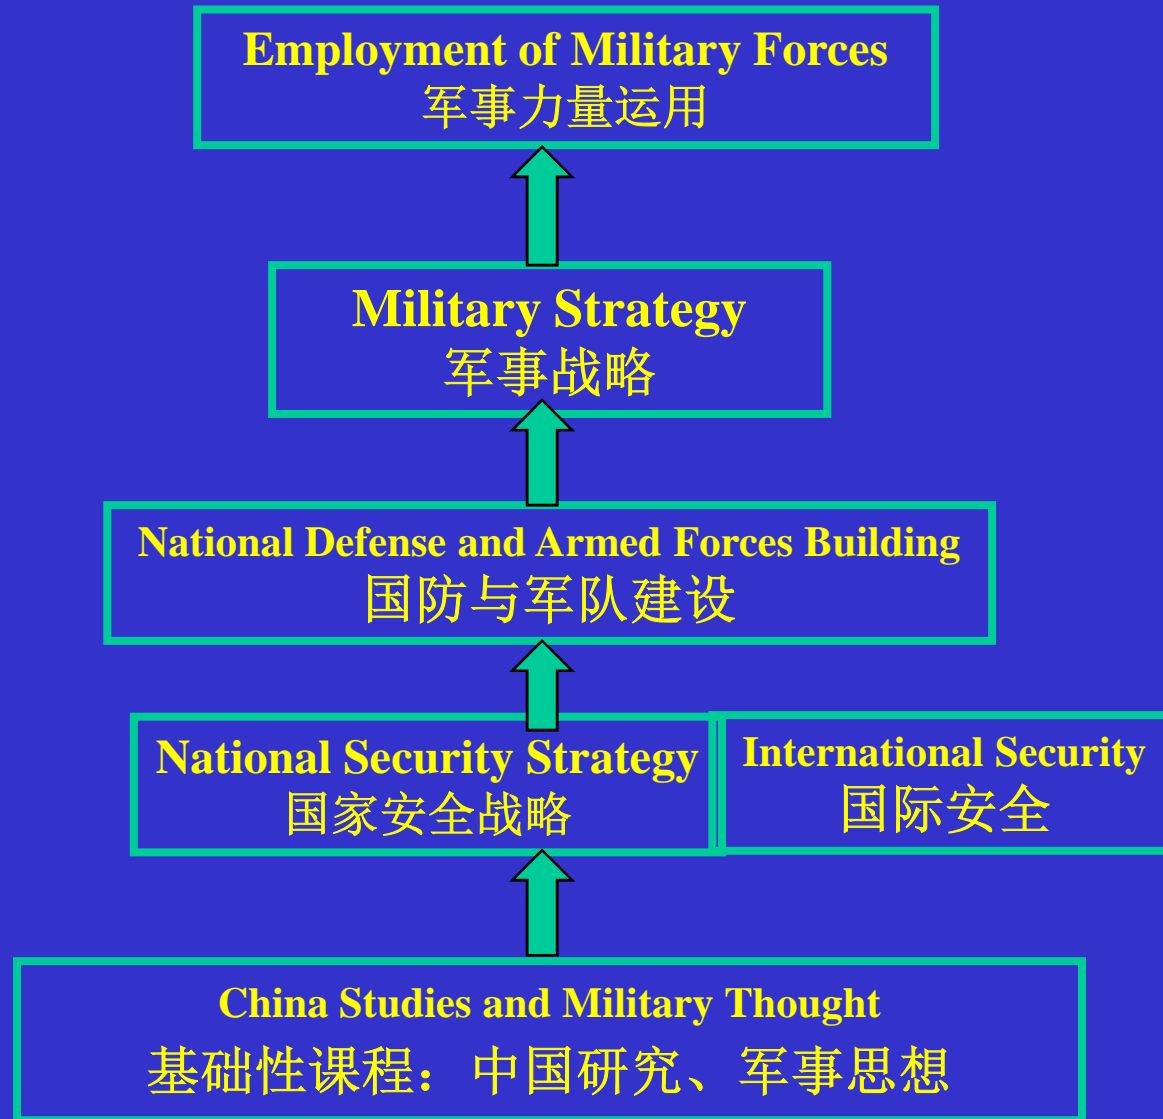 Employment of Military Forces
军事力量运用
Military Strategy
军事战略
National Defense and Armed Forces Building
国防与军队建设
National Security Strategy
国家安全战略
International Security
国际安全
China Studies and Military Thought
基础性课程：中国研究、军事思想